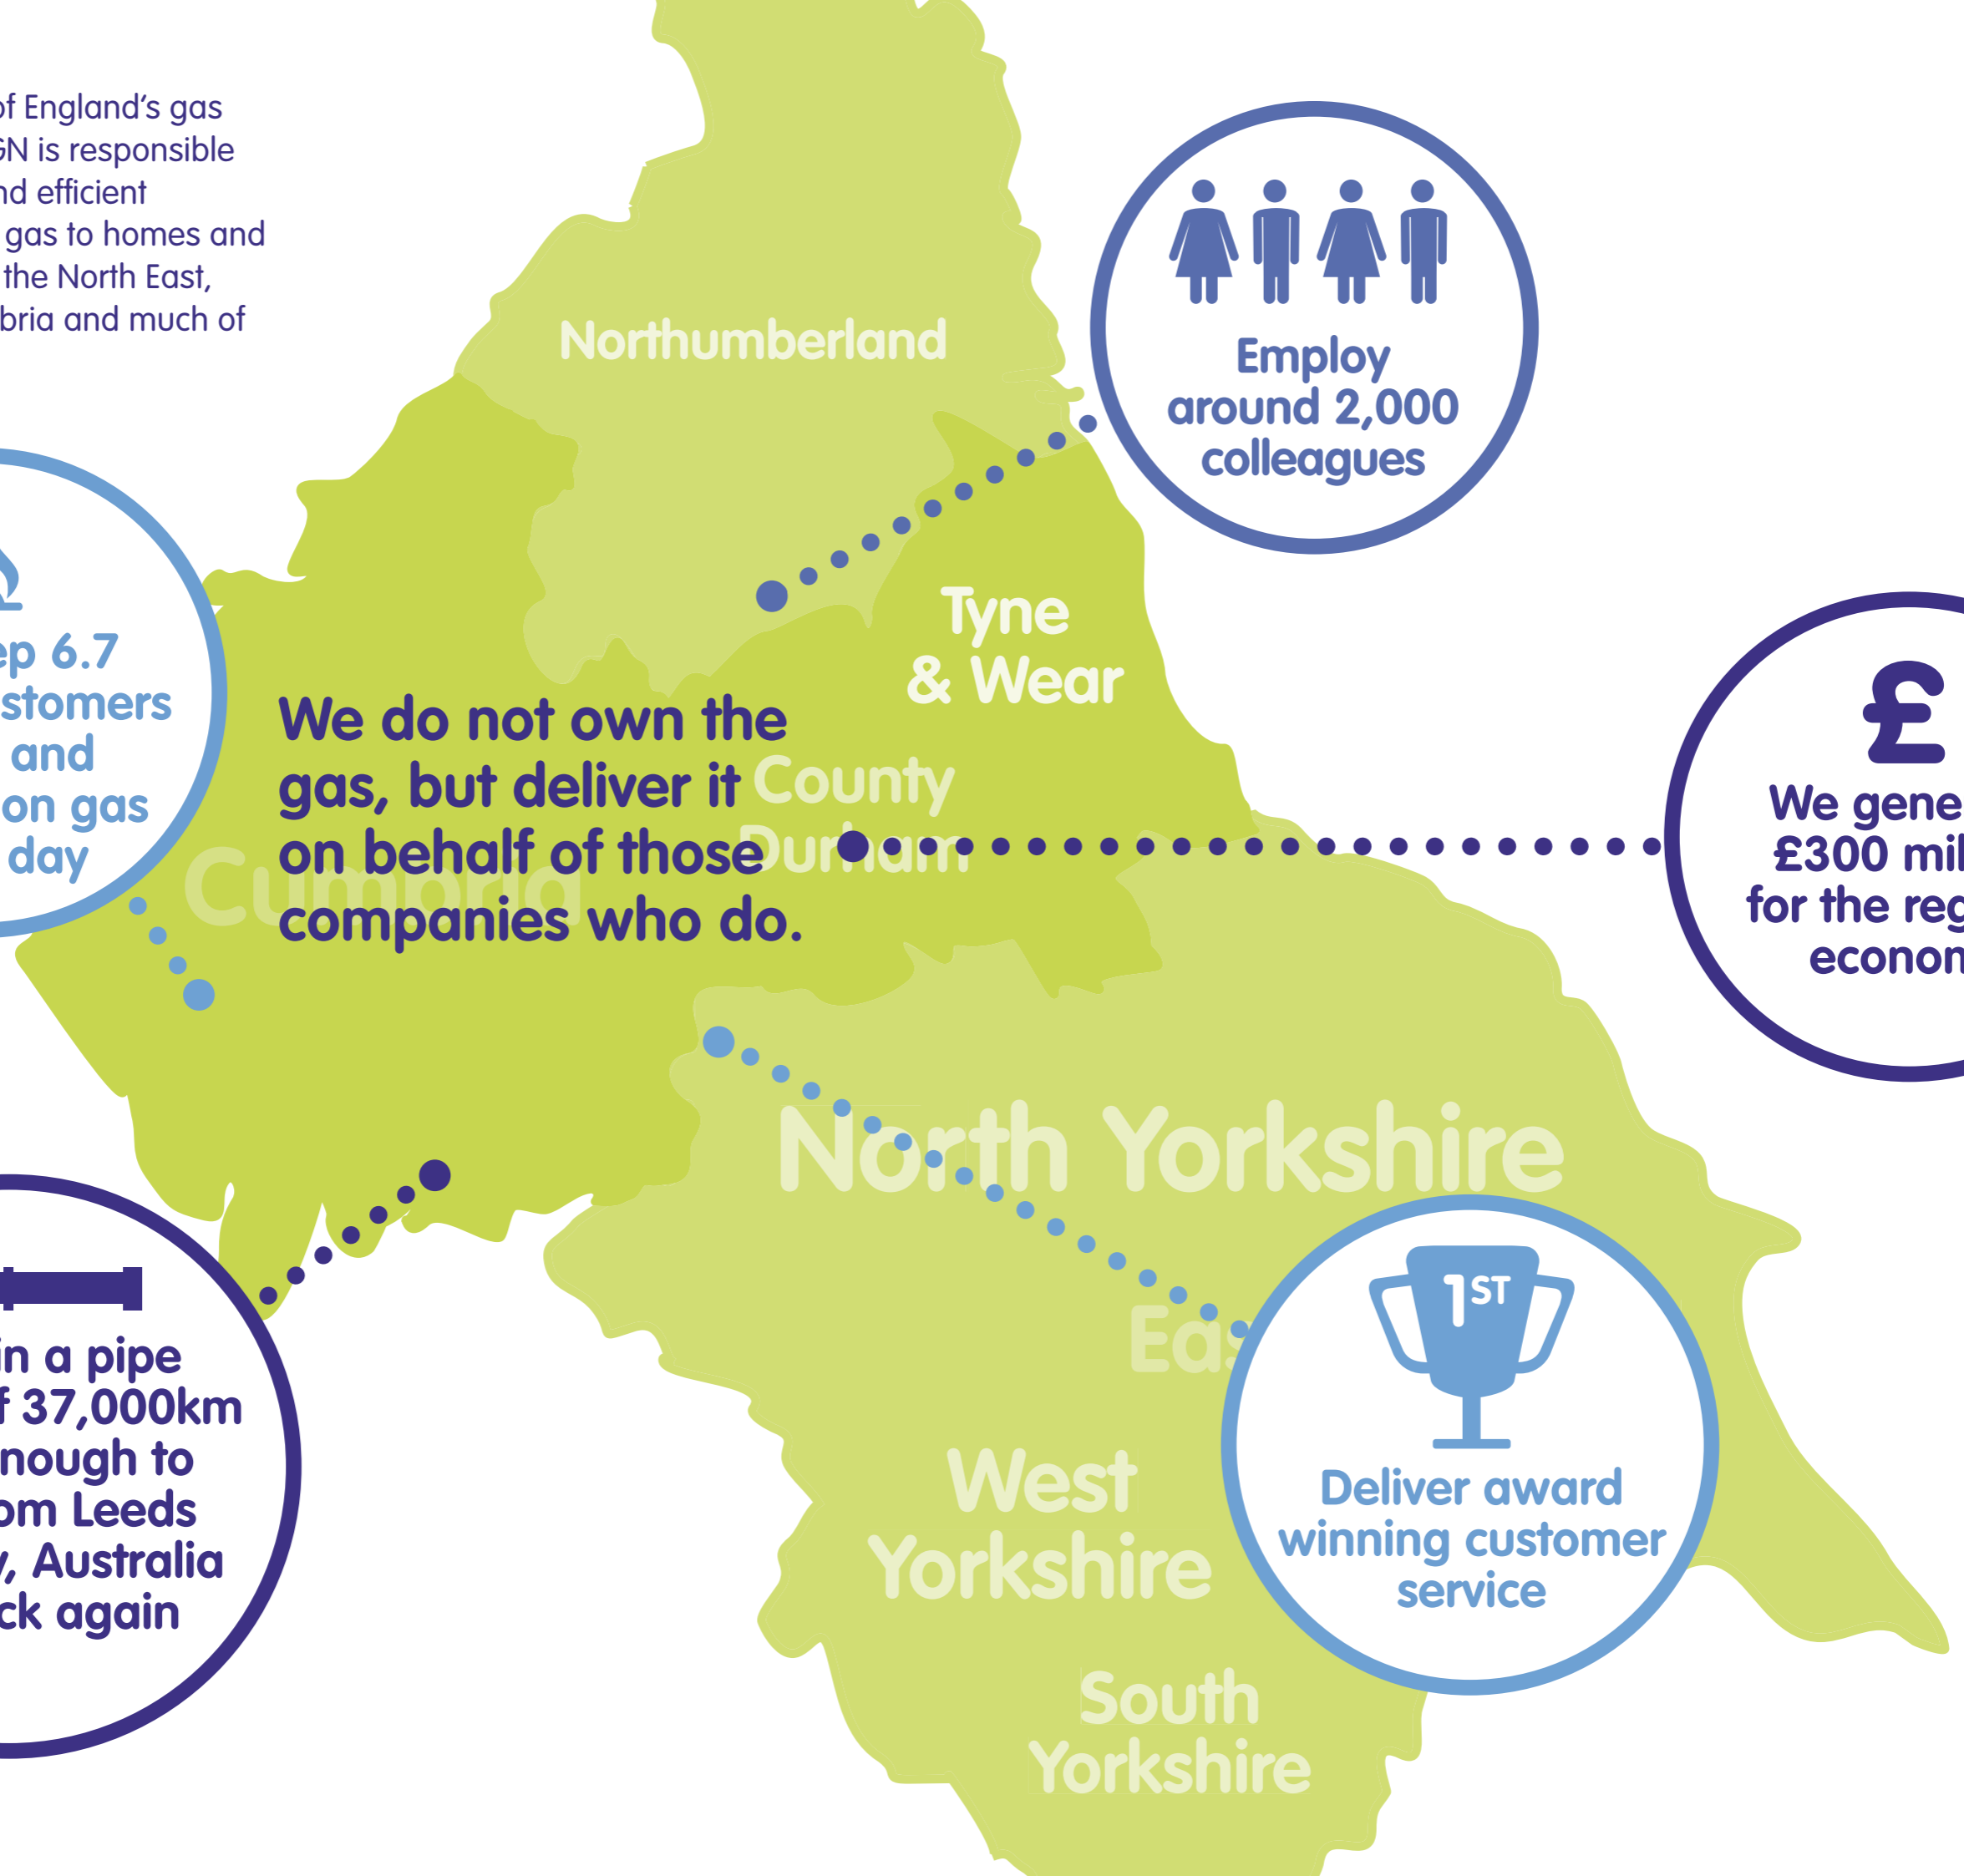 of England's gas
GN is responsible
nd efficient
gas to homes and
the North East,
bria and much of
Northumberland
Employ
around 2,000
colleagues
ep 6.7
stomers
and
on gas
day
Tyne
& Wear
We do not own the
gas, but deliver it
on behalf of those
companies who do.
County
Durham
Cumbria
£
We gene
£300 mil
for the reg
econom
North Yorkshire
1ST
Deliver award
winning customer
service
Eas
in a pipe
f 37,000km
nough to
om Leeds
y, Australia
ck again
West
Yorkshire
South
Yorkshire